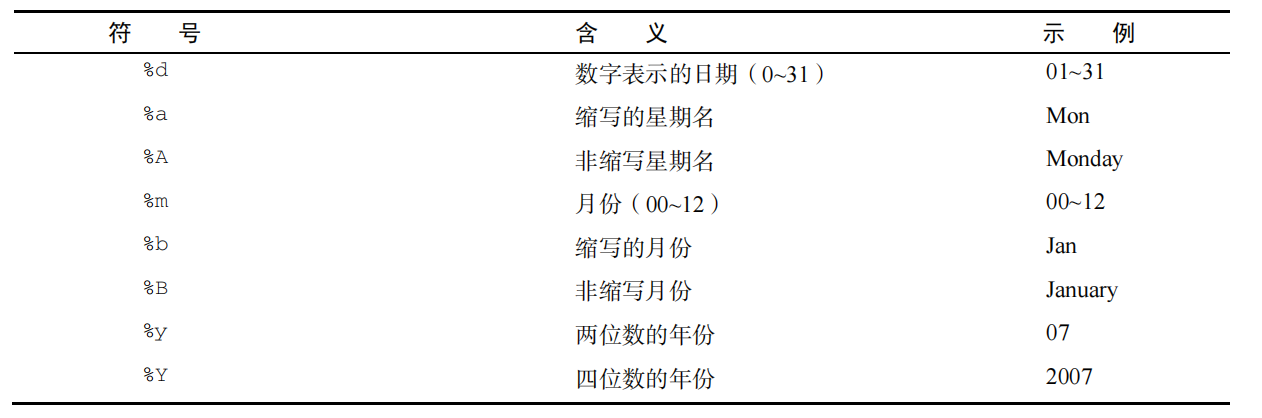 符 号 含 义 示 例
%d 数字表示的日期（0~31） 01~31
%a 缩写的星期名 Mon
%A 非缩写星期名 Monday
%m 月份（00~12） 00~12
%b 缩写的月份 Jan
%B 非缩写月份 January
%y 两位数的年份 07
%Y 四位数的年份 2007